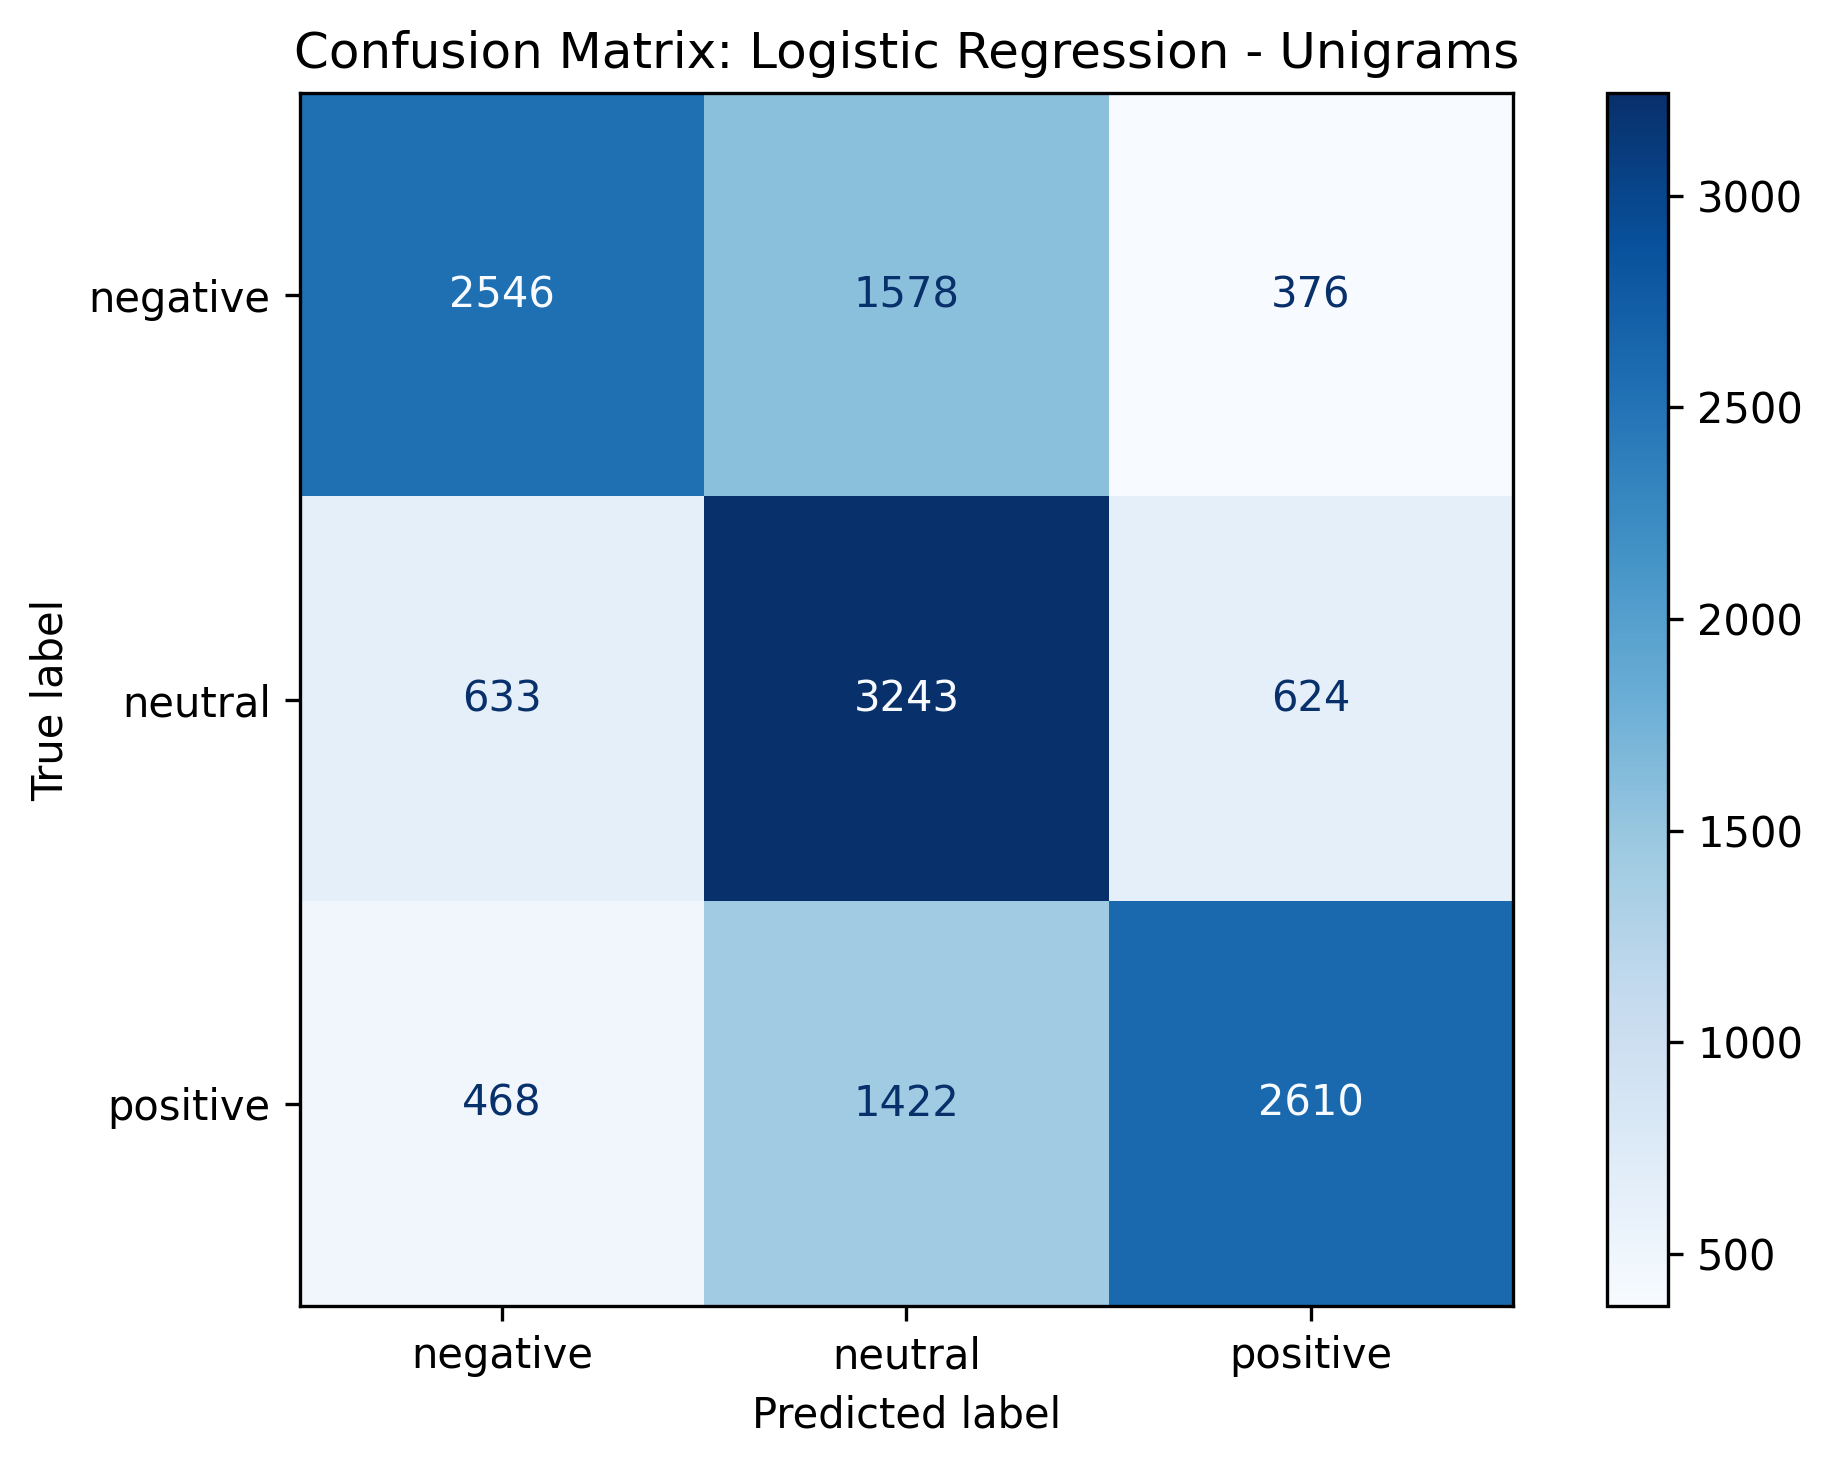 Confusion Matrix: Logistic Regression - Unigrams
negative 2546 1578 376
neutral 633 3243 624
positive 468 1422 2610
negative neutral positive
Predicted label
True label
3000
2500
2000
1500
1000
500